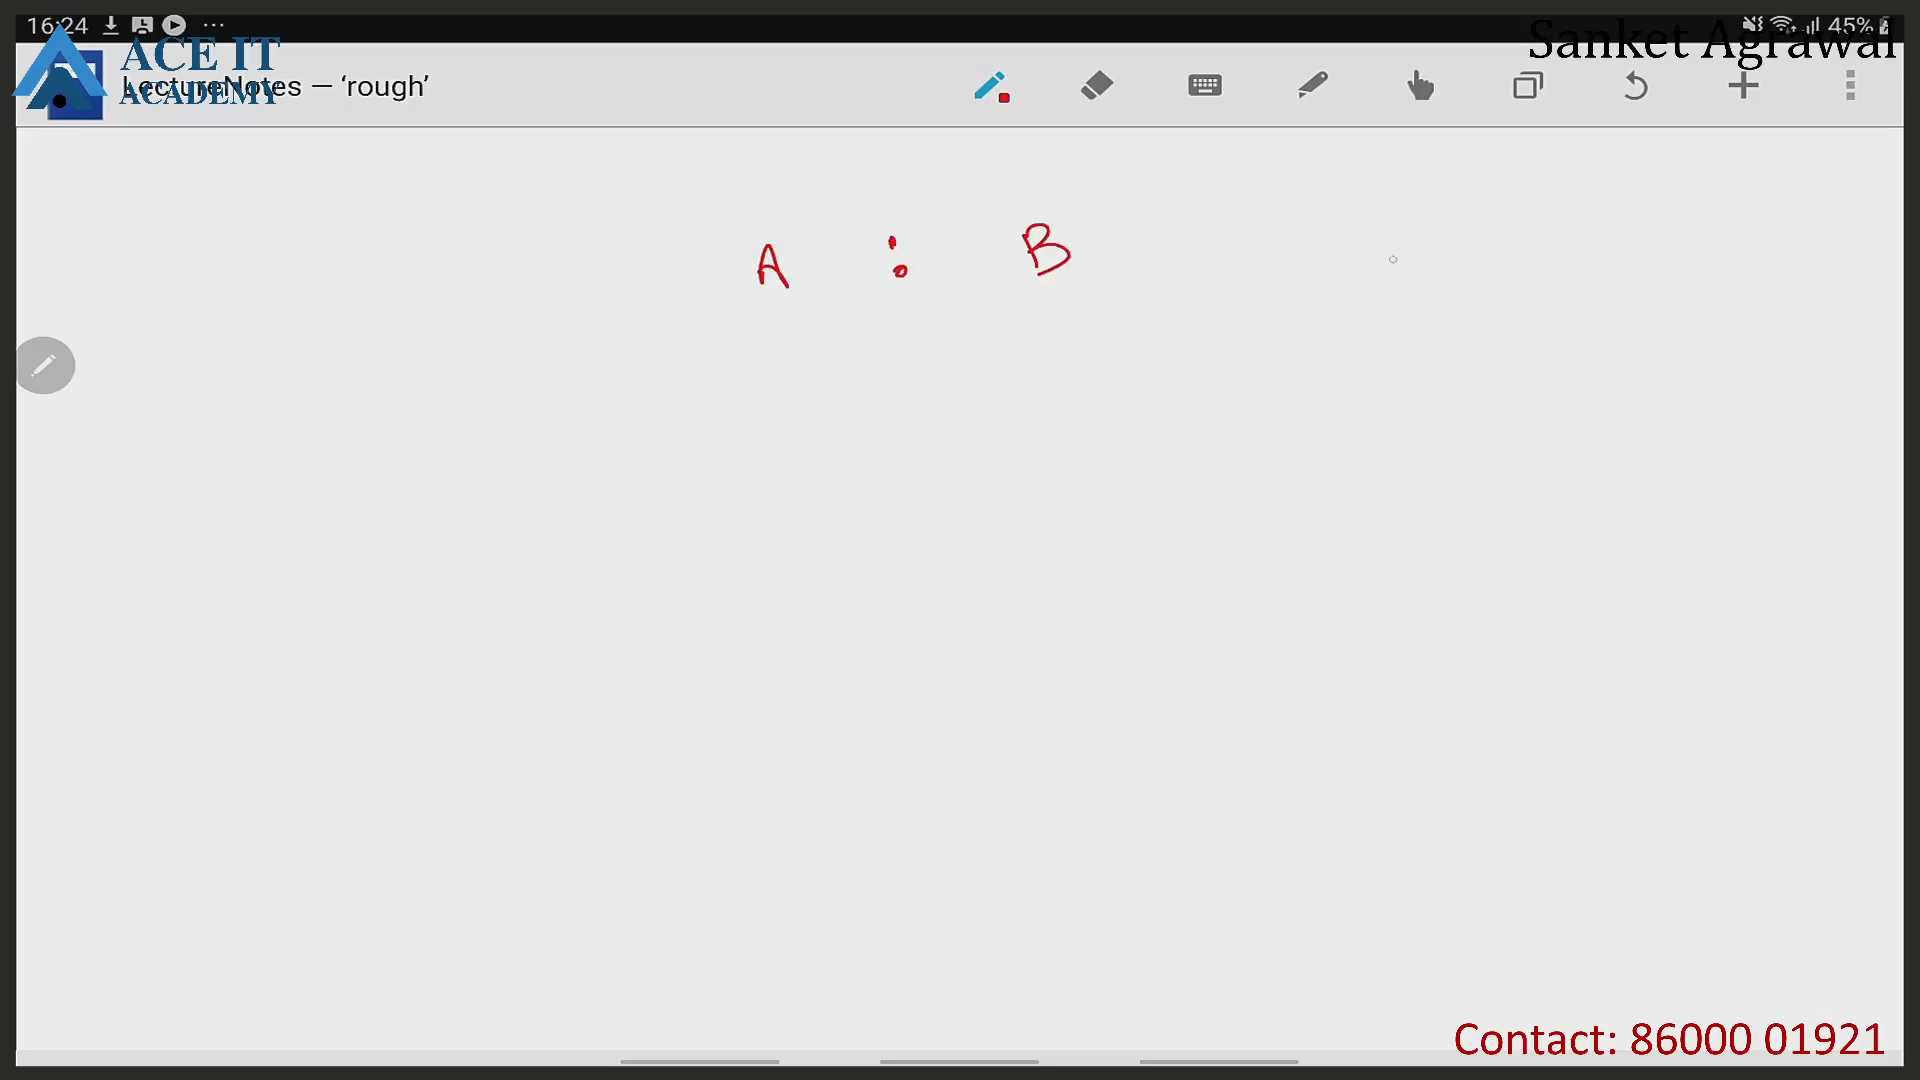 16:24 ... 45%
Sanket Agrawal
ACE IT
ACADEMY
LectureNotes — ‘rough’
A : B
Contact: 86000 01921